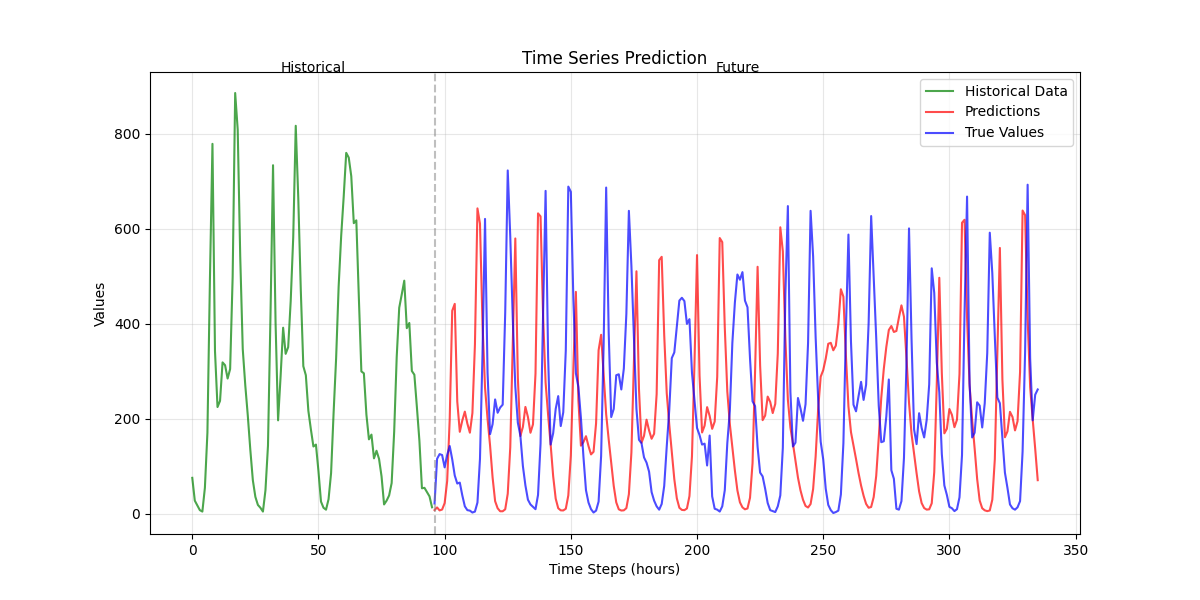 Time Series Prediction
Historical
Future
Historical Data
Predictions
True Values
Values
800
600
400
200
0
0
50
100
150
200
250
300
350
Time Steps (hours)